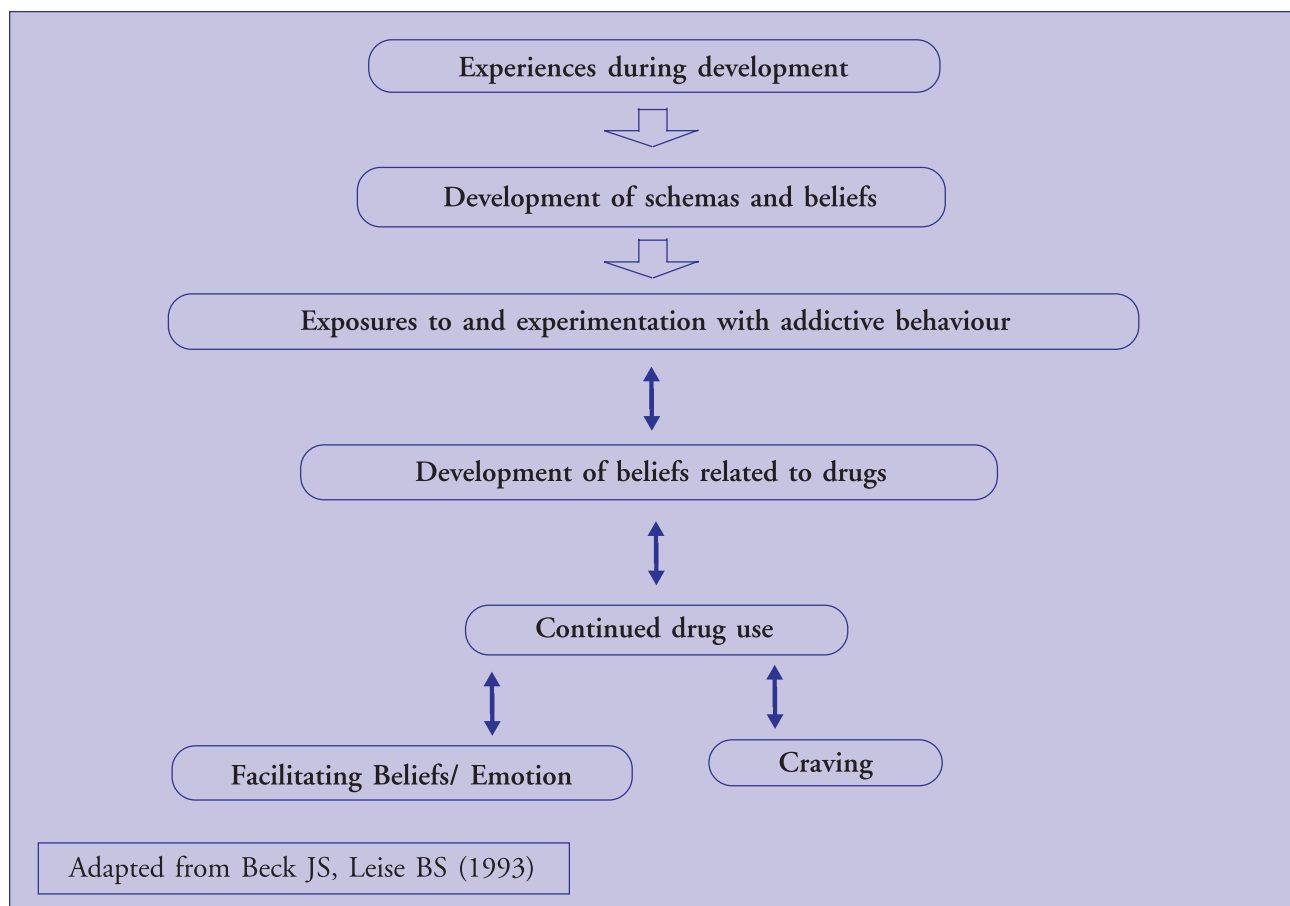 Experiences during development
Development of schemas and beliefs
Exposures to and experimentation with addictive behaviour
Development of beliefs related to drugs
Continued drug use
Facilitating Beliefs/ Emotion
Craving
Adapted from Beck JS, Leise BS (1993)